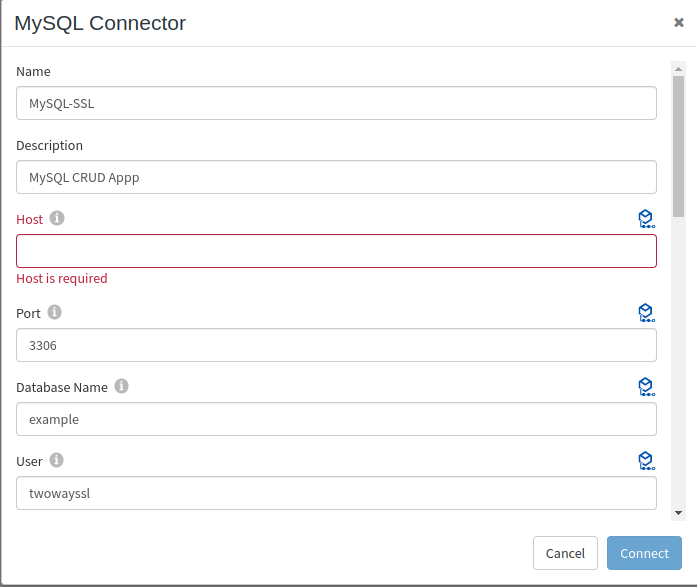 MySQL Connector
Name
MySQL-SSL
Description
MySQL CRUD Appp
Host
Host is required
Port
3306
Database Name
example
User
twowayssl
Cancel Connect